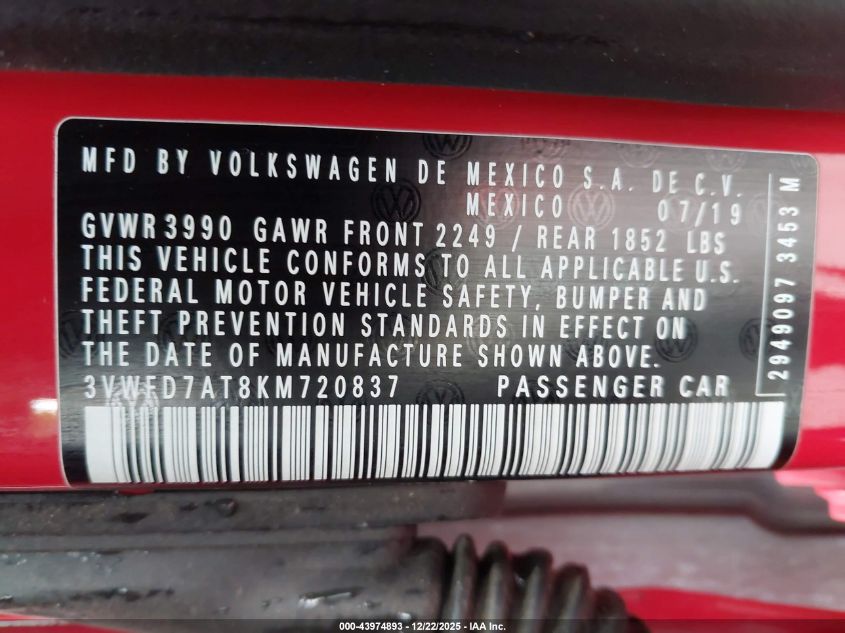 MFD BY VOLKSWAGEN DE MEXICO S.A. DE C.V.
MEXICO 07/19
GVWR 3990 GAWR FRONT 2249 / REAR 1852 LBS
THIS VEHICLE CONFORMS TO ALL APPLICABLE U.S.
FEDERAL MOTOR VEHICLE SAFETY, BUMPER AND
THEFT PREVENTION STANDARDS IN EFFECT ON
THE DATE OF MANUFACTURE SHOWN ABOVE.
3VWFD7AT8KM720837 PASSENGER CAR
2949097 3453 M
000-43974893 | 12/22/2025 - IAA Inc.